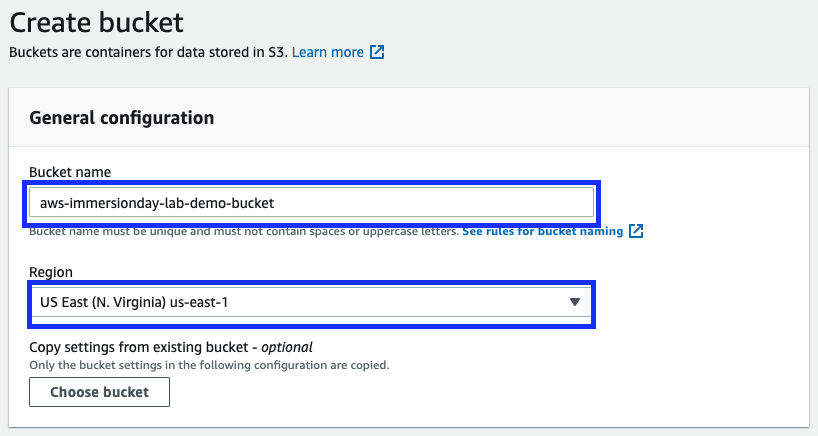 Create bucket
Buckets are containers for data stored in S3. Learn more
General configuration
Bucket name
aws-immersionday-lab-demo-bucket
Bucket name must be unique and must not contain spaces or uppercase letters. See rules for bucket naming
Region
US East (N. Virginia) us-east-1
Copy settings from existing bucket - optional
Only the bucket settings in the following configuration are copied.
Choose bucket